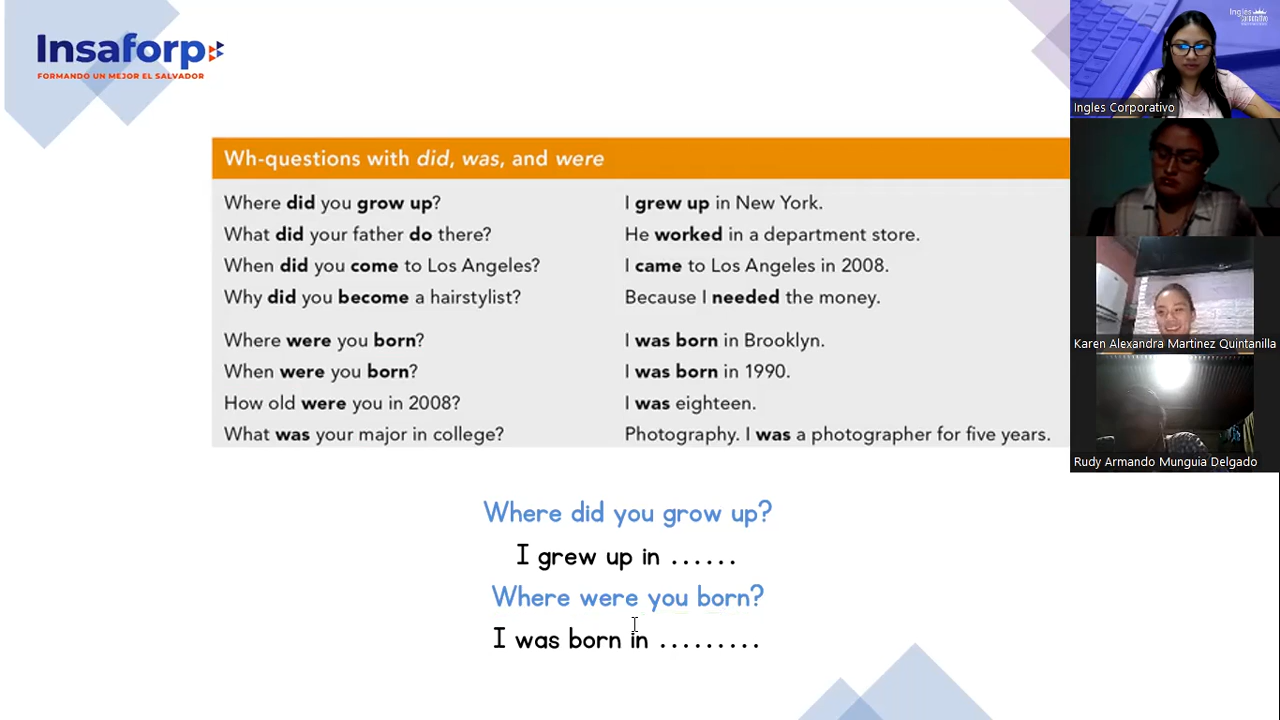 Insaforp
FORMANDO UN MEJOR EL SALVADOR
Wh-questions with did, was, and were
Where did you grow up? I grew up in New York.
What did your father do there? He worked in a department store.
When did you come to Los Angeles? I came to Los Angeles in 2008.
Why did you become a hairstylist? Because I needed the money.
Where were you born? I was born in Brooklyn.
When were you born? I was born in 1990.
How old were you in 2008? I was eighteen.
What was your major in college? Photography. I was a photographer for five years.
Where did you grow up?
I grew up in ......
Where were you born?
I was born in .........
Ingles
Ingles Corporativo
Karen Alexandra Martinez Quintanilla
Rudy Armando Munguia Delgado